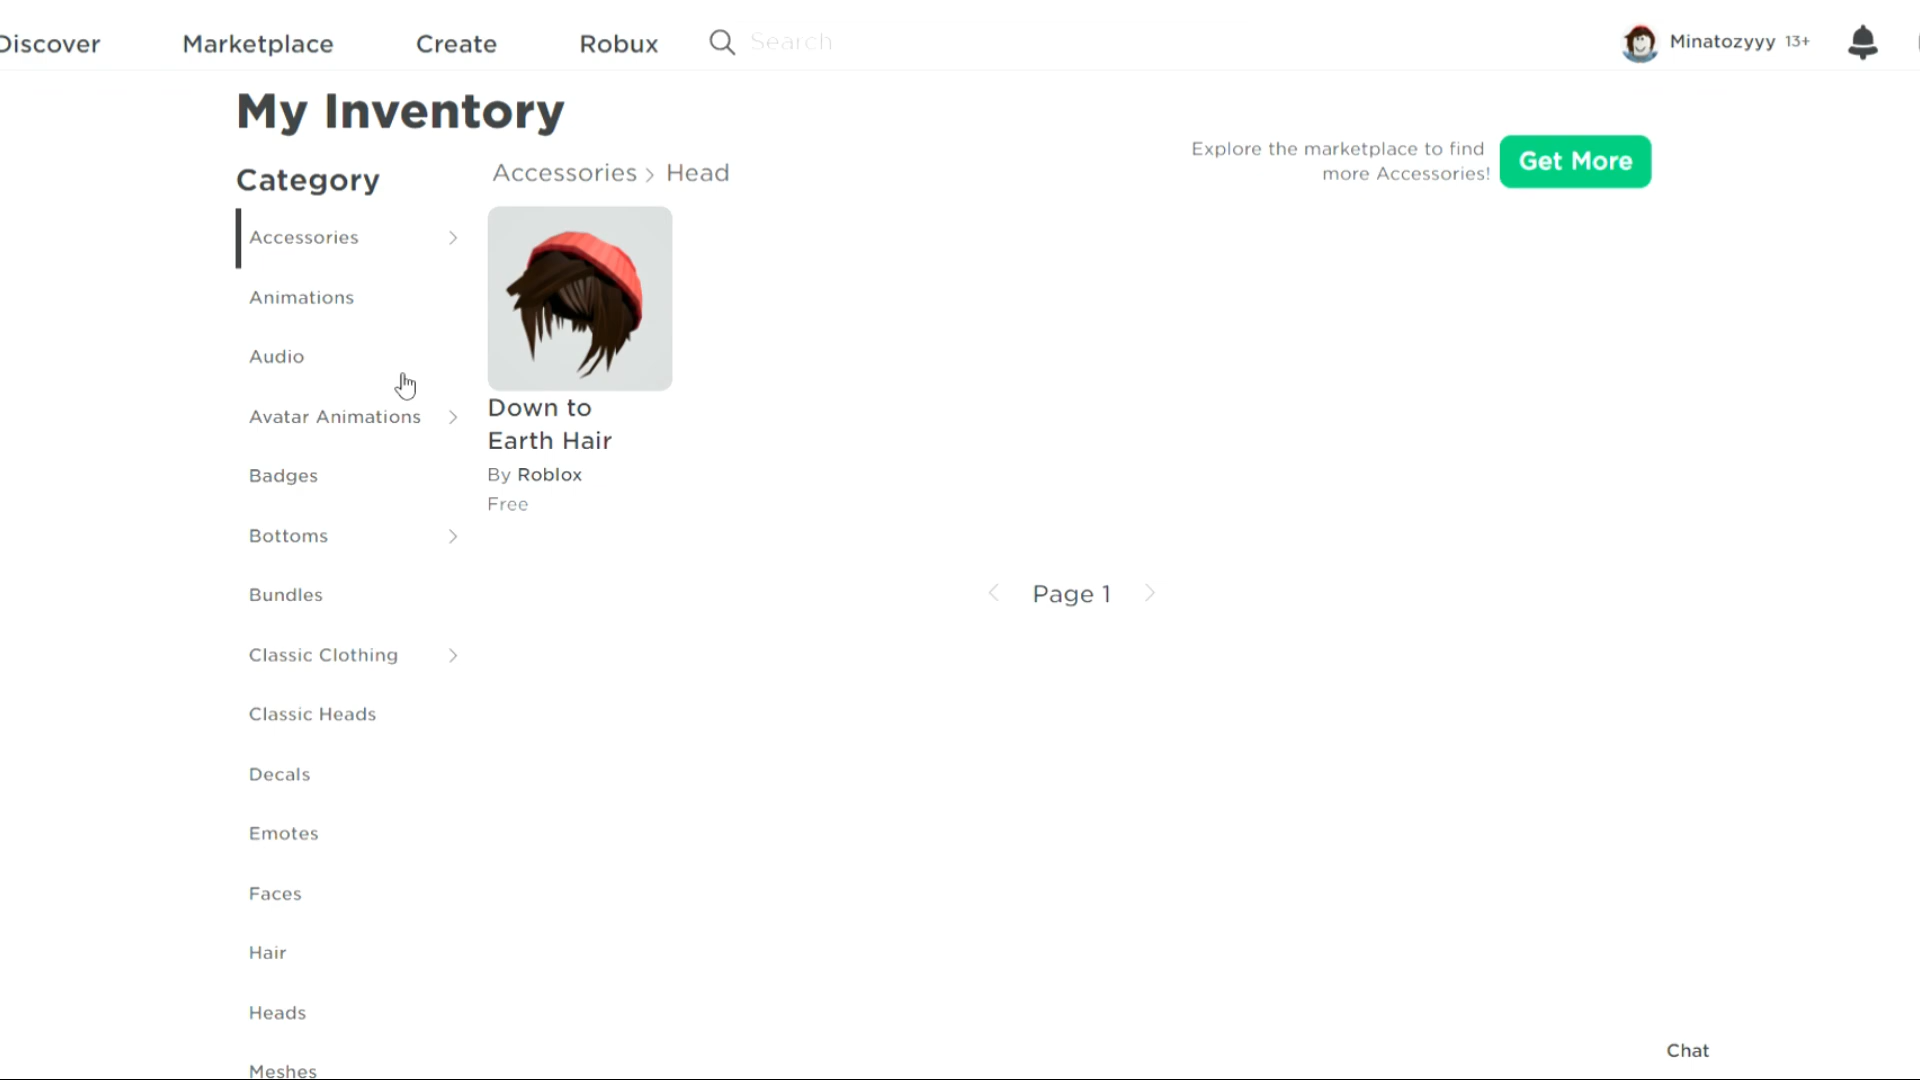 Discover Marketplace Create Robux Search Minatozyyy 13+
My Inventory
Explore the marketplace to find
more Accessories!
Get More
Category
Accessories > Head
Accessories
Animations
Audio
Avatar Animations
Badges
Bottoms
Bundles
Classic Clothing
Classic Heads
Decals
Emotes
Faces
Hair
Heads
Meshes
Down to
Earth Hair
By Roblox
Free
Page 1
Chat